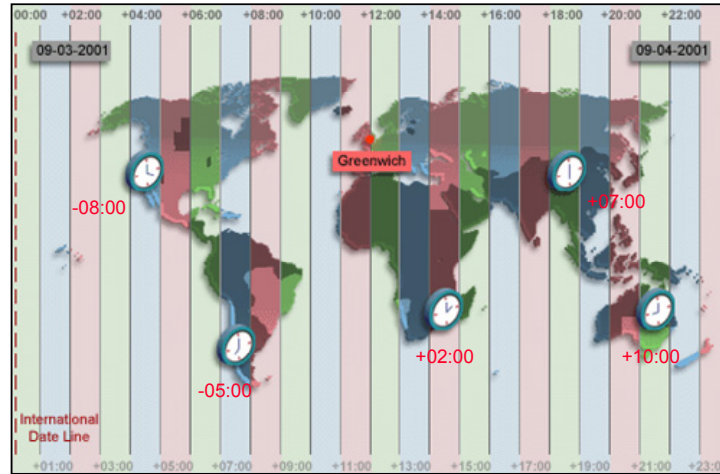 00:00 +02:00 +04:00 +06:00 +08:00 +10:00 +12:00 +14:00 +16:00 +18:00 +20:00 +22:00
09-03-2001 09-04-2001
Greenwich
-08:00 +07:00
+02:00 +10:00
-05:00
International
Date Line
+01:00 +03:00 +05:00 +07:00 +09:00 +11:00 +13:00 +15:00 +17:00 +19:00 +21:00 +23:0